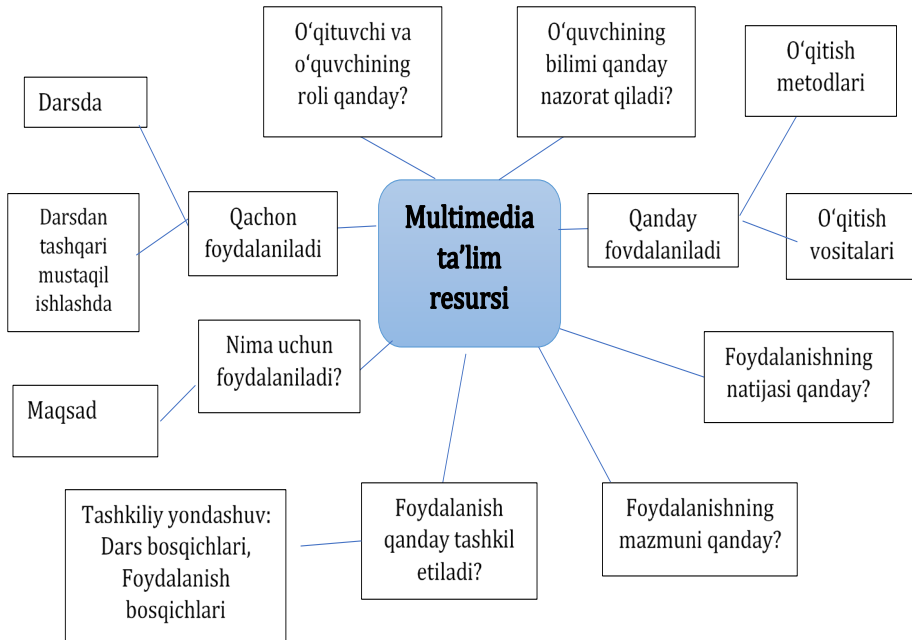 O‘qituvchi va
o‘quvchining
roli qanday?
O‘quvchining
bilimi qanday
nazorat qiladi?
O‘qitish
metodlari
Darsda
Darsdan
tashqari
mustaqil
ishlashda
Qachon
foydalaniladi
Multimedia
ta’lim
resursi
Qanday
fovdalaniladi
O‘qitish
vositalari
Nima uchun
foydalaniladi?
Maqsad
Foydalanishning
natijasi qanday?
Tashkiliy yondashuv:
Dars bosqichlari,
Foydalanish
bosqichlari
Foydalanish
qanday tashkil
etiladi?
Foydalanishning
mazmuni qanday?